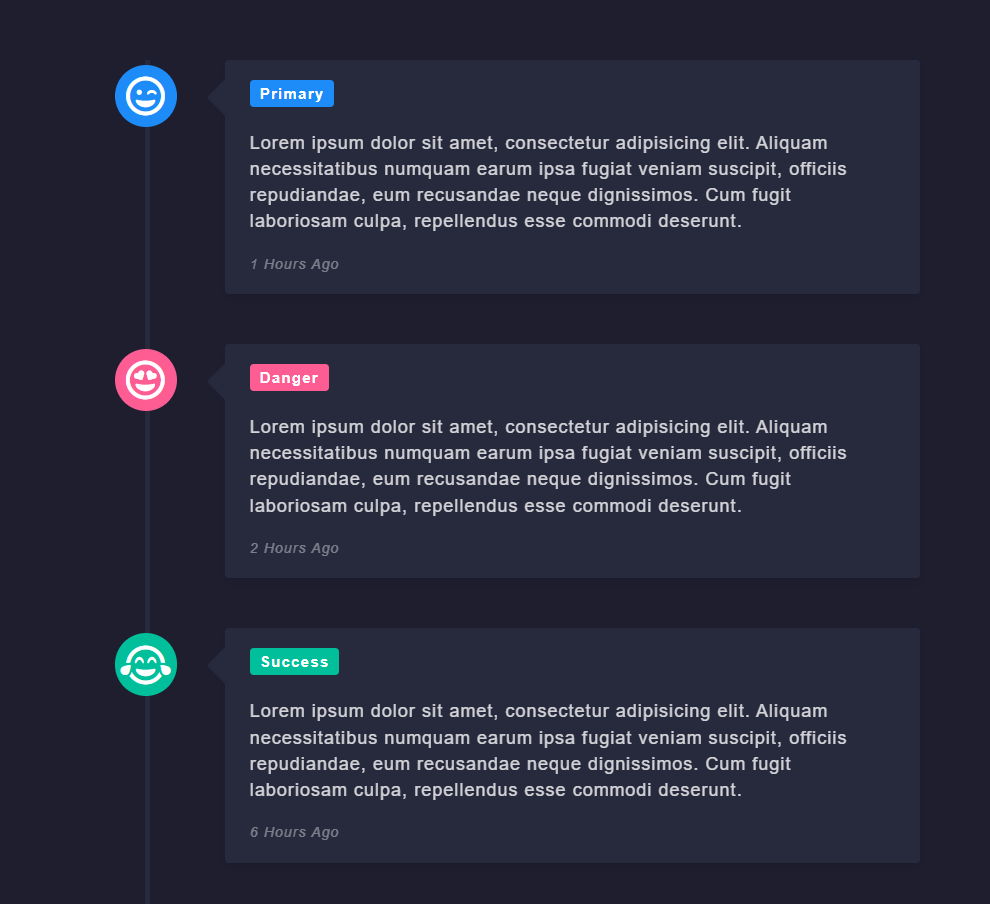 Primary
Lorem ipsum dolor sit amet, consectetur adipisicing elit. Aliquam
necessitatibus numquam earum ipsa fugiat veniam suscipit, officiis
repudiandae, eum recusandae neque dignissimos. Cum fugit
laboriosam culpa, repellendus esse commodi deserunt.
1 Hours Ago
Danger
Lorem ipsum dolor sit amet, consectetur adipisicing elit. Aliquam
necessitatibus numquam earum ipsa fugiat veniam suscipit, officiis
repudiandae, eum recusandae neque dignissimos. Cum fugit
laboriosam culpa, repellendus esse commodi deserunt.
2 Hours Ago
Success
Lorem ipsum dolor sit amet, consectetur adipisicing elit. Aliquam
necessitatibus numquam earum ipsa fugiat veniam suscipit, officiis
repudiandae, eum recusandae neque dignissimos. Cum fugit
laboriosam culpa, repellendus esse commodi deserunt.
6 Hours Ago